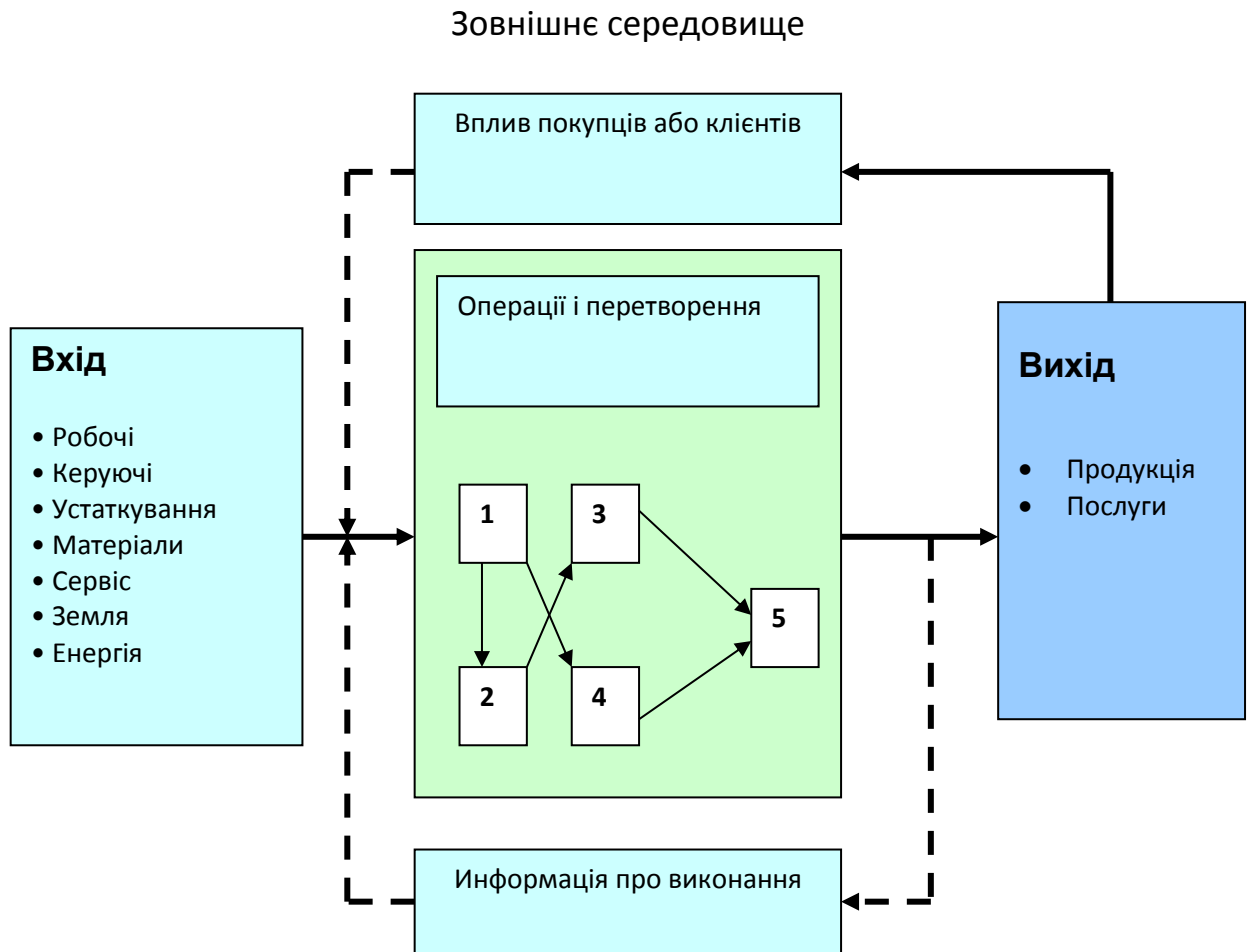 Зовнішнє середовище
Вплив покупців або клієнтів
Операції і перетворення
Вхід
• Робочі
• Керуючі
• Устаткування
• Матеріали
• Сервіс
• Земля
• Енергія
1
3
5
2
4
Вихід
• Продукція
• Послуги
Информація про виконання